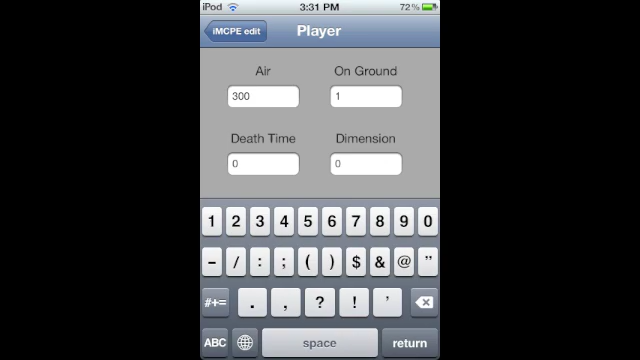 iPod 3:31 PM 72%
iMCPE edit Player
Air On Ground
300 1
Death Time Dimension
0 0
1 2 3 4 5 6 7 8 9 0
- / : ; ( ) $ & @ "
#+= . , ? ! '
ABC space return